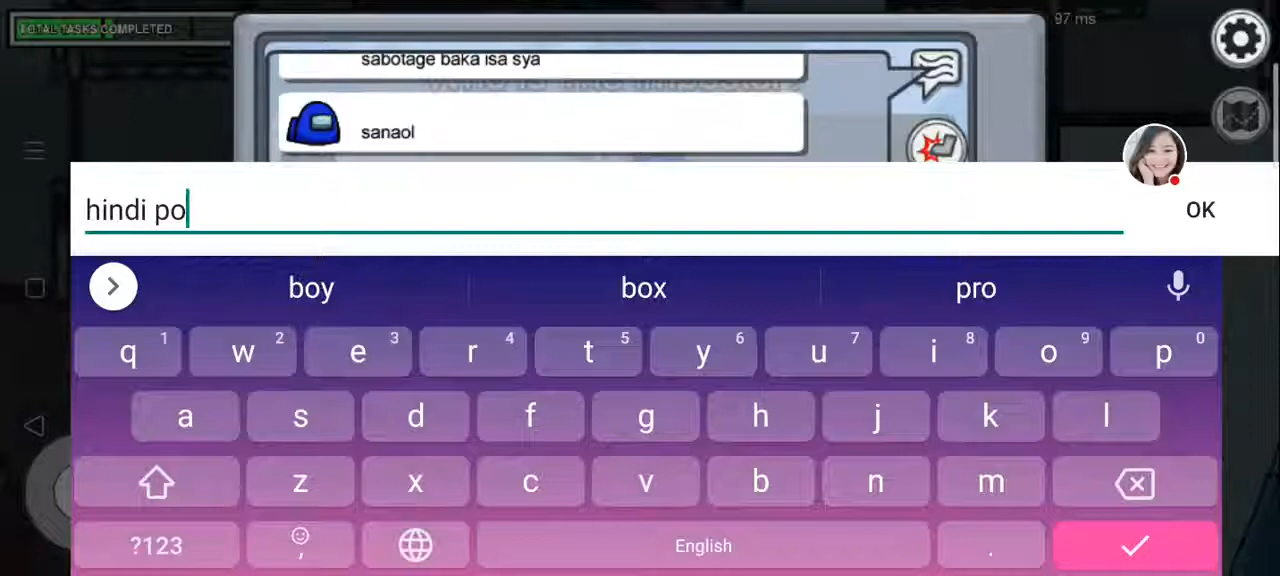 TOTAL TASKS COMPLETED
97 ms
sabotage baka isa sya
sanaol
hindi po
OK
boy box pro
q 1 w 2 e 3 r 4 t 5 y 6 u 7 i 8 o 9 p 0
a s d f g h j k l
z x c v b n m
?123 , English .